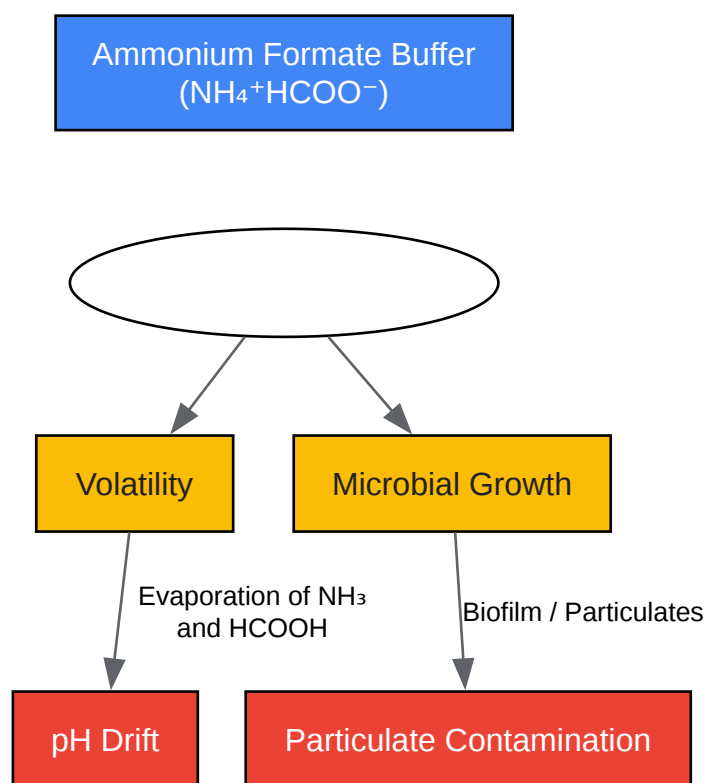 Ammonium Formate Buffer
(NH₄⁺HCOO⁻)
Volatility
Microbial Growth
Evaporation of NH₃
and HCOOH
Biofilm / Particulates
pH Drift
Particulate Contamination